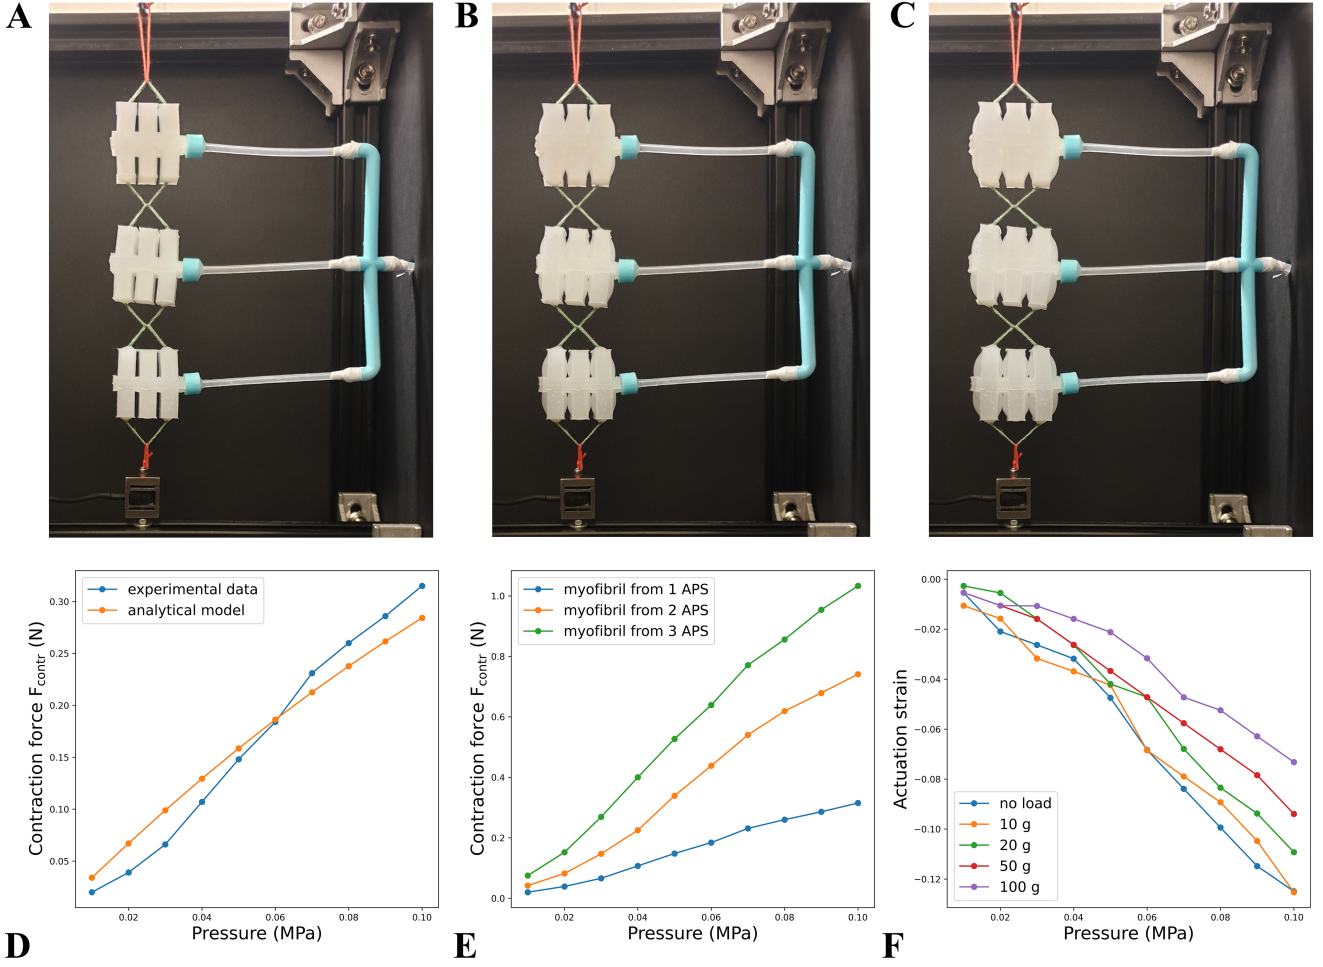 A
B
C
experimental data
analytical model
Contraction force F_contr (N)
0.30
0.25
0.20
0.15
0.10
0.05
0.02
0.04
0.06
0.08
0.10
Pressure (MPa)
D
myofibril from 1 APS
myofibril from 2 APS
myofibril from 3 APS
Contraction force F_contr (N)
1.0
0.8
0.6
0.4
0.2
0.0
0.02
0.04
0.06
0.08
0.10
Pressure (MPa)
E
Actuation strain
0.00
−0.02
−0.04
−0.06
−0.08
−0.10
−0.12
no load
10 g
20 g
50 g
100 g
0.02
0.04
0.06
0.08
0.10
Pressure (MPa)
F